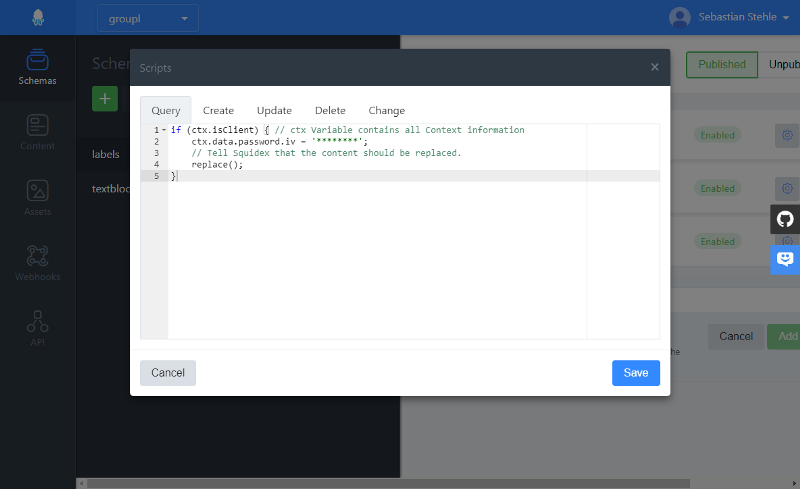 groupl
Sebastian Stehle
Schemas
Content
Assets
Webhooks
API
Schem
+
labels
textbloc
Published
Unpub
Enabled
Enabled
Enabled
Cancel
Add
he
Scripts
×
Query Create Update Delete Change
1 if (ctx.isClient) { // ctx Variable contains all Context information
2 ctx.data.password.iv = '********';
3 // Tell Squidex that the content should be replaced.
4 replace();
5 }
Cancel
Save